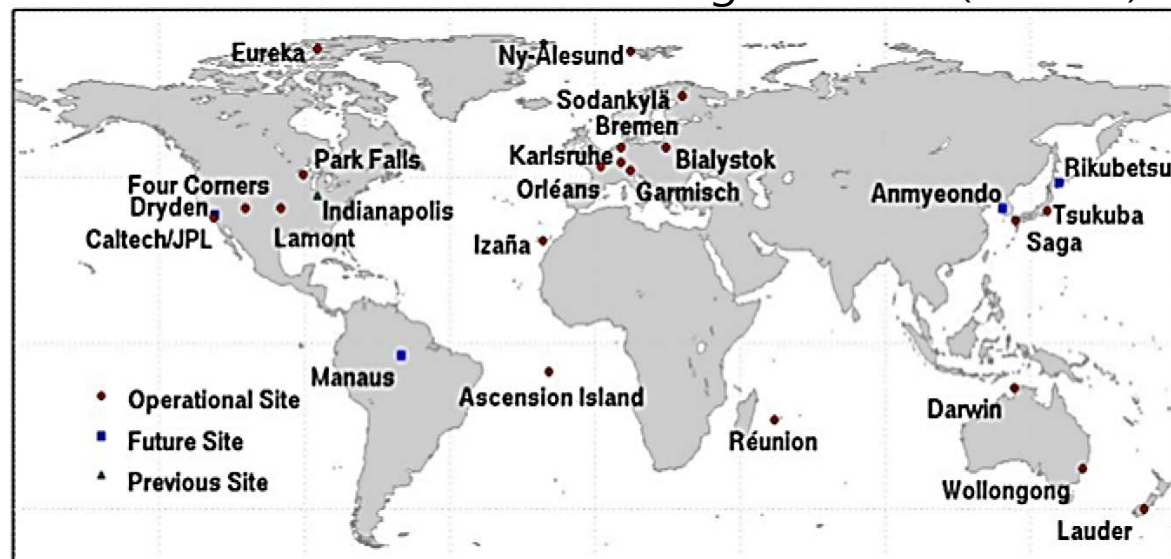 Eureka
Ny-Ålesund
Sodankylä
Bremen
Park Falls
Karlsruhe
Bialystok
Rikubetsu
Four Corners
Orléans
Garmisch
Anmyeondo
Dryden
Indianapolis
Tsukuba
Caltech/JPL
Lamont
Izaña
Saga
Manaus
Ascension Island
Operational Site
Darwin
Future Site
Réunion
Previous Site
Wollongong
Lauder